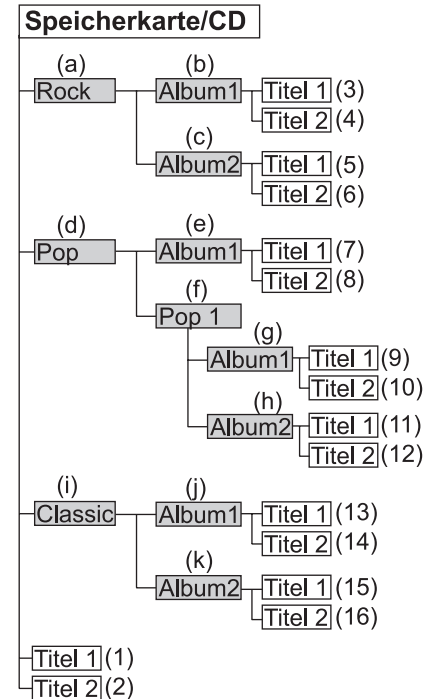 Speicherkarte/CD
(a) (b)
Rock Album1 Titel 1 (3)
Titel 2 (4)
(c)
Album2 Titel 1 (5)
Titel 2 (6)
(d) (e)
Pop Album1 Titel 1 (7)
Titel 2 (8)
(f)
Pop 1
(g)
Album1 Titel 1 (9)
Titel 2 (10)
(h)
Album2 Titel 1 (11)
Titel 2 (12)
(i) (j)
Classic Album1 Titel 1 (13)
Titel 2 (14)
(k)
Album2 Titel 1 (15)
Titel 2 (16)
Titel 1 (1)
Titel 2 (2)